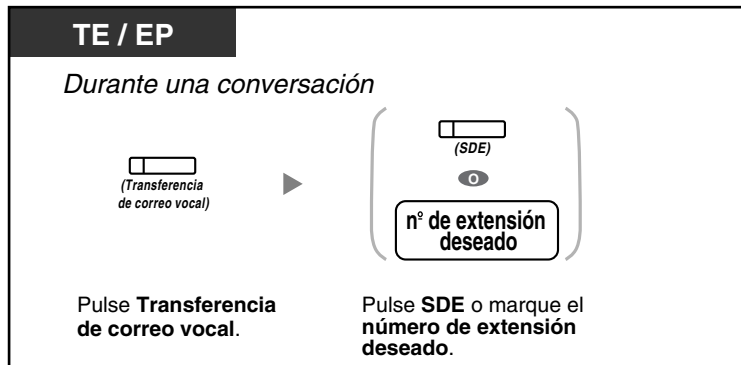 TE / EP
Durante una conversación
(Transferencia
de correo vocal)
(SDE)
O
nº de extensión
deseado
Pulse Transferencia
de correo vocal.
Pulse SDE o marque el
número de extensión
deseado.